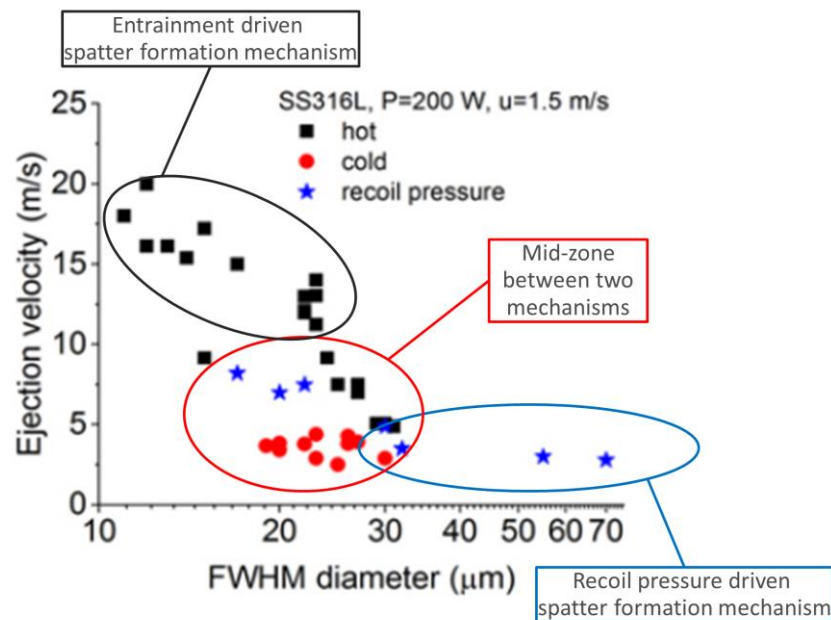 Entrainment driven
spatter formation mechanism
SS316L, P=200 W, u=1.5 m/s
hot
cold
recoil pressure
Mid-zone
between two
mechanisms
Ejection velocity (m/s)
25
20
15
10
5
0
10 20 30 40 50 60 70
FWHM diameter (μm)
Recoil pressure driven
spatter formation mechanism